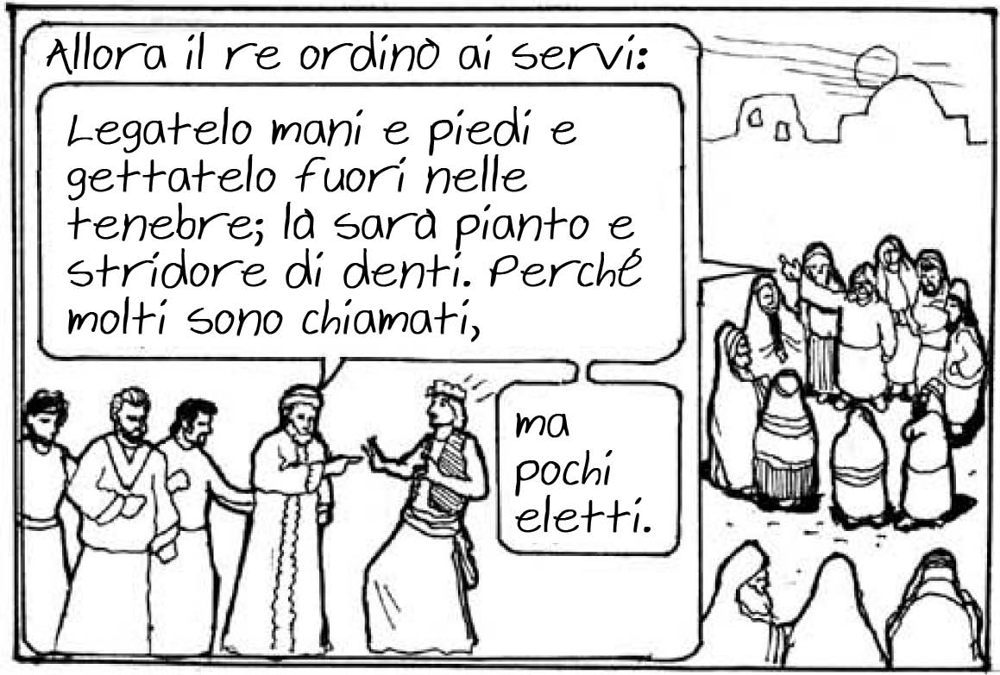 Allora il re ordinò ai servi:
Legatelo mani e piedi e
gettatelo fuori nelle
tenebre; là sarà pianto e
stridore di denti. Perché
molti sono chiamati,
ma
pochi
eletti.